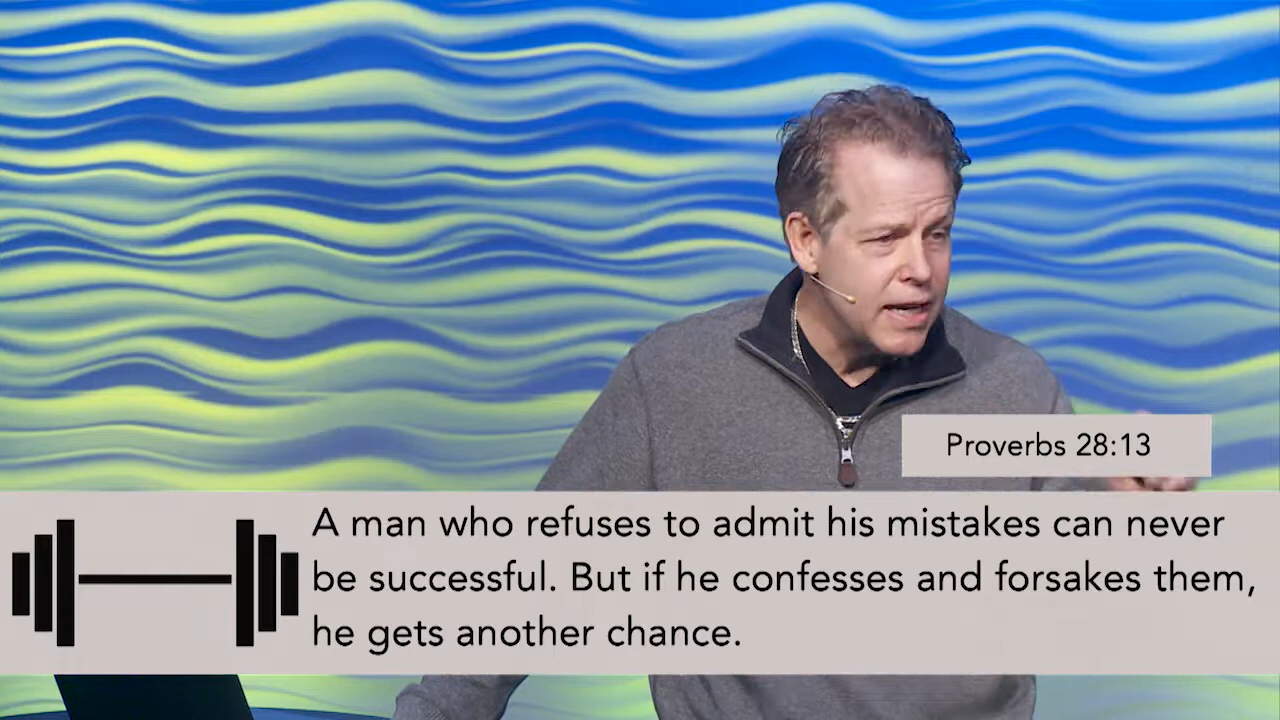 Proverbs 28:13
A man who refuses to admit his mistakes can never
be successful. But if he confesses and forsakes them,
he gets another chance.